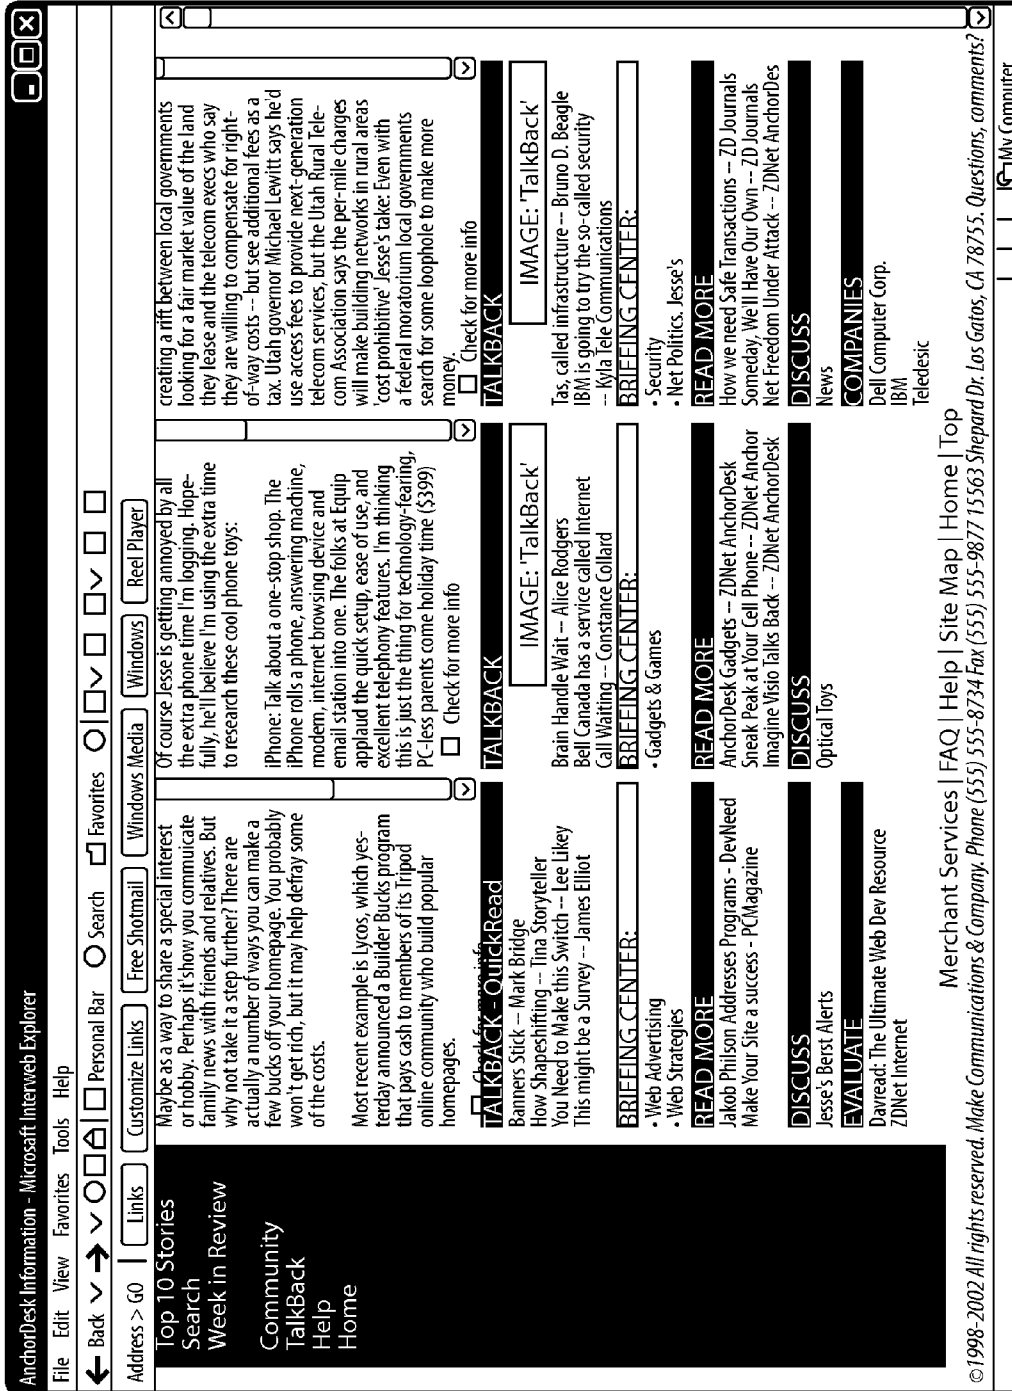 AnchorDesk Information - Microsaft Interweb Explorer
File Edit View Favorites Tools Help
Back Personal Bar Search Favorites
Address > GO Links Customize Links Free Shotmail Windows Media Windows Reel Player
Top 10 Stories
Search
Week in Review
Community
TalkBack
Help
Home
Maybe as a way to share a special interest
or hobby. Perhaps it'show you commuicate
family news with friends and relatives. But
why not take it a step further? There are
actually a number of ways you can make a
few bucks off your homepage. You probably
won't get rich, but it may help defray some
of the costs.
Most recent example is Lycos, which yes-
terday announced a Builder Bucks program
that pays cash to members of its Tripod
online community who build popular
homepages.
Check for more info
TALKBACK - QuickRead
Banners Stick -- Mark Bridge
How Shapeshifting -- Tina Storyteller
You Need to Make this Switch -- Lee Likey
This might be a Survey -- James Elliot
BRIEFING CENTER:
• Web Advertising
• Web Strategies
READ MORE
Jakob Philson Addresses Programs - DevNeed
Make Your Site a success - PCMagazine
DISCUSS
Jesse's Berst Alerts
EVALUATE
Davread: The Ultimate Web Dev Resource
ZDNet Internet
Of course Jesse is getting annoyed by all
the extra phone time I'm logging. Hope-
fully, he'll believe I'm using the extra time
to research these cool phone toys:
iPhone: Talk about a one-stop shop. The
iPhone rolls a phone, answering machine,
modem, internet browsing device and
email station into one. The folks at Equip
applaud the quick setup, ease of use, and
excellent telephony features. I'm thinking
this is just the thing for technology-fearing,
PC-less parents come holiday time ($399)
Check for more info
TALKBACK
IMAGE: 'TalkBack'
Brain Handle Wait -- Alice Rodgers
Bell Canada has a service called Internet
Call Waiting -- Constance Collard
BRIEFING CENTER:
• Gadgets & Games
READ MORE
AnchorDesk Gadgets -- ZDNet AnchorDesk
Sneak Peak at Your Cell Phone -- ZDNet Anchor
Imagine Visio Talks Back -- ZDNet AnchorDesk
DISCUSS
Optical Toys
creating a rift between local governments
looking for a fair market value of the land
they lease and the telecom execs who say
they are willing to compensate for right-
of-way costs -- but see additional fees as a
tax. Utah governor Michael Lewitt says he'd
use access fees to provide next-generation
telecom services, but the Utah Rural Tele-
com Association says the per-mile charges
will make building networks in rural areas
'cost prohibitive' Jesse's take: Even with
a federal moratorium local governments
search for some loophole to make more
money.
Check for more info
TALKBACK
IMAGE: 'TalkBack'
Tas, called infrastructure -- Bruno D. Beagle
IBM is going to try the so-called security
-- Kyla Tele Communications
BRIEFING CENTER:
• Security
• Net Politics. Jesse's
READ MORE
How we need Safe Transactions -- ZD Journals
Someday, We'll Have Our Own -- ZD Journals
Net Freedom Under Attack -- ZDNet AnchorDes
DISCUSS
News
COMPANIES
Dell Computer Corp.
IBM
Teledesic
Merchant Services | FAQ | Help | Site Map | Home | Top
©1998-2002 All rights reserved. Make Communications & Company. Phone (555) 555-8734 Fax (555) 555-9877 15563 Shepard Dr. Los Gatos, CA 78755. Questions, comments?
My Computer